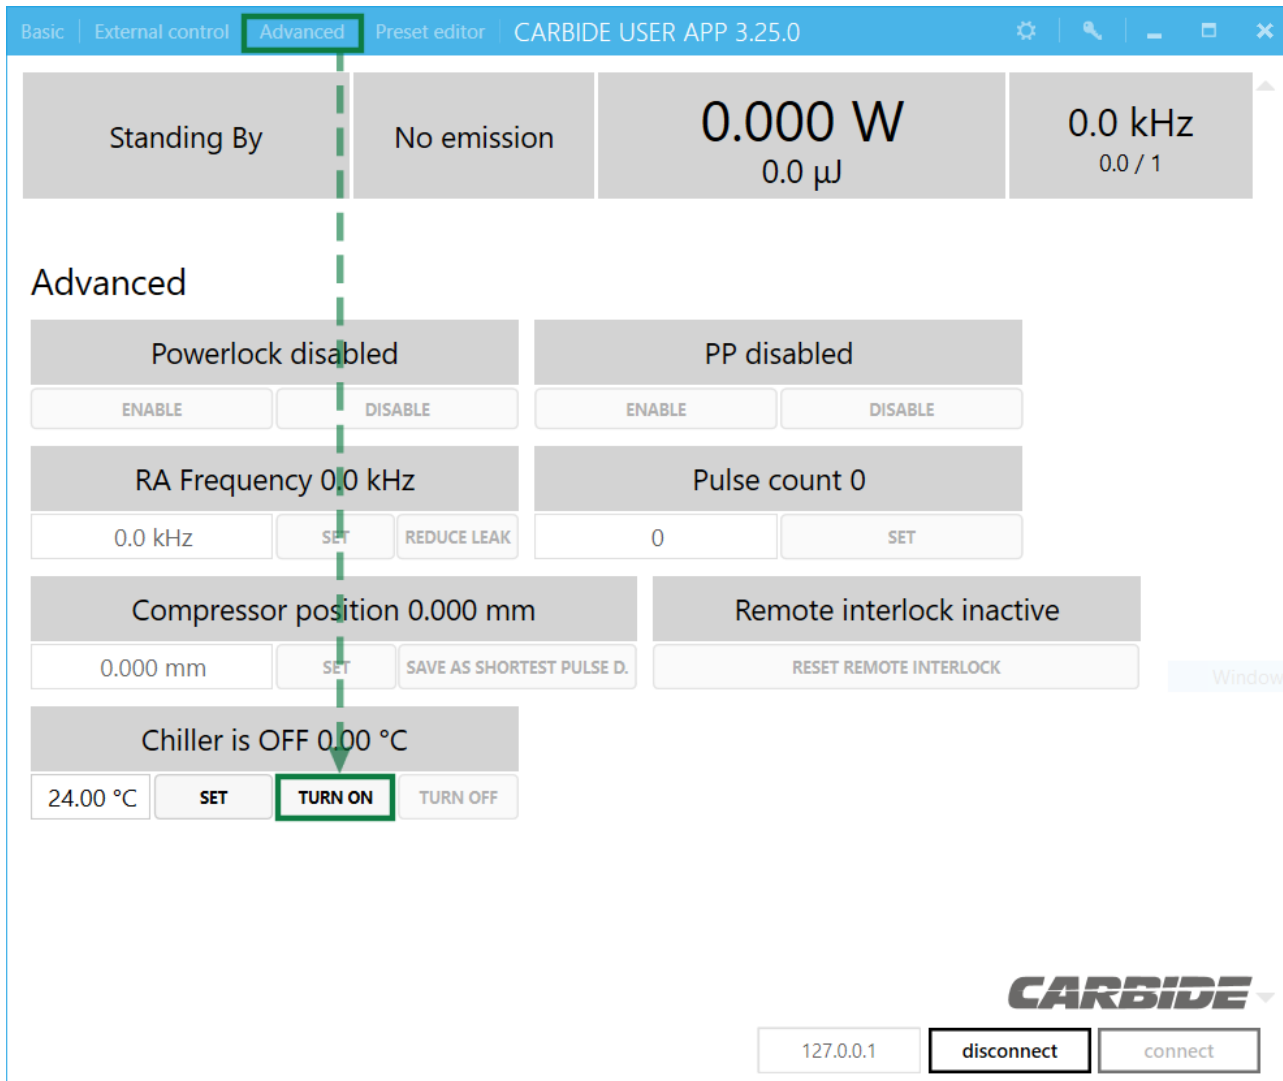 Basic External control Advanced Preset editor CARBIDE USER APP 3.25.0
Standing By No emission 0.000 W 0.0 kHz
0.0 µJ 0.0 / 1
Advanced
Powerlock disabled PP disabled
ENABLE DISABLE ENABLE DISABLE
RA Frequency 0.0 kHz Pulse count 0
0.0 kHz SET REDUCE LEAK 0 SET
Compressor position 0.000 mm Remote interlock inactive
0.000 mm SET SAVE AS SHORTEST PULSE D. RESET REMOTE INTERLOCK
Window
Chiller is OFF 0.00 °C
24.00 °C SET TURN ON TURN OFF
CARBIDE
127.0.0.1 disconnect connect